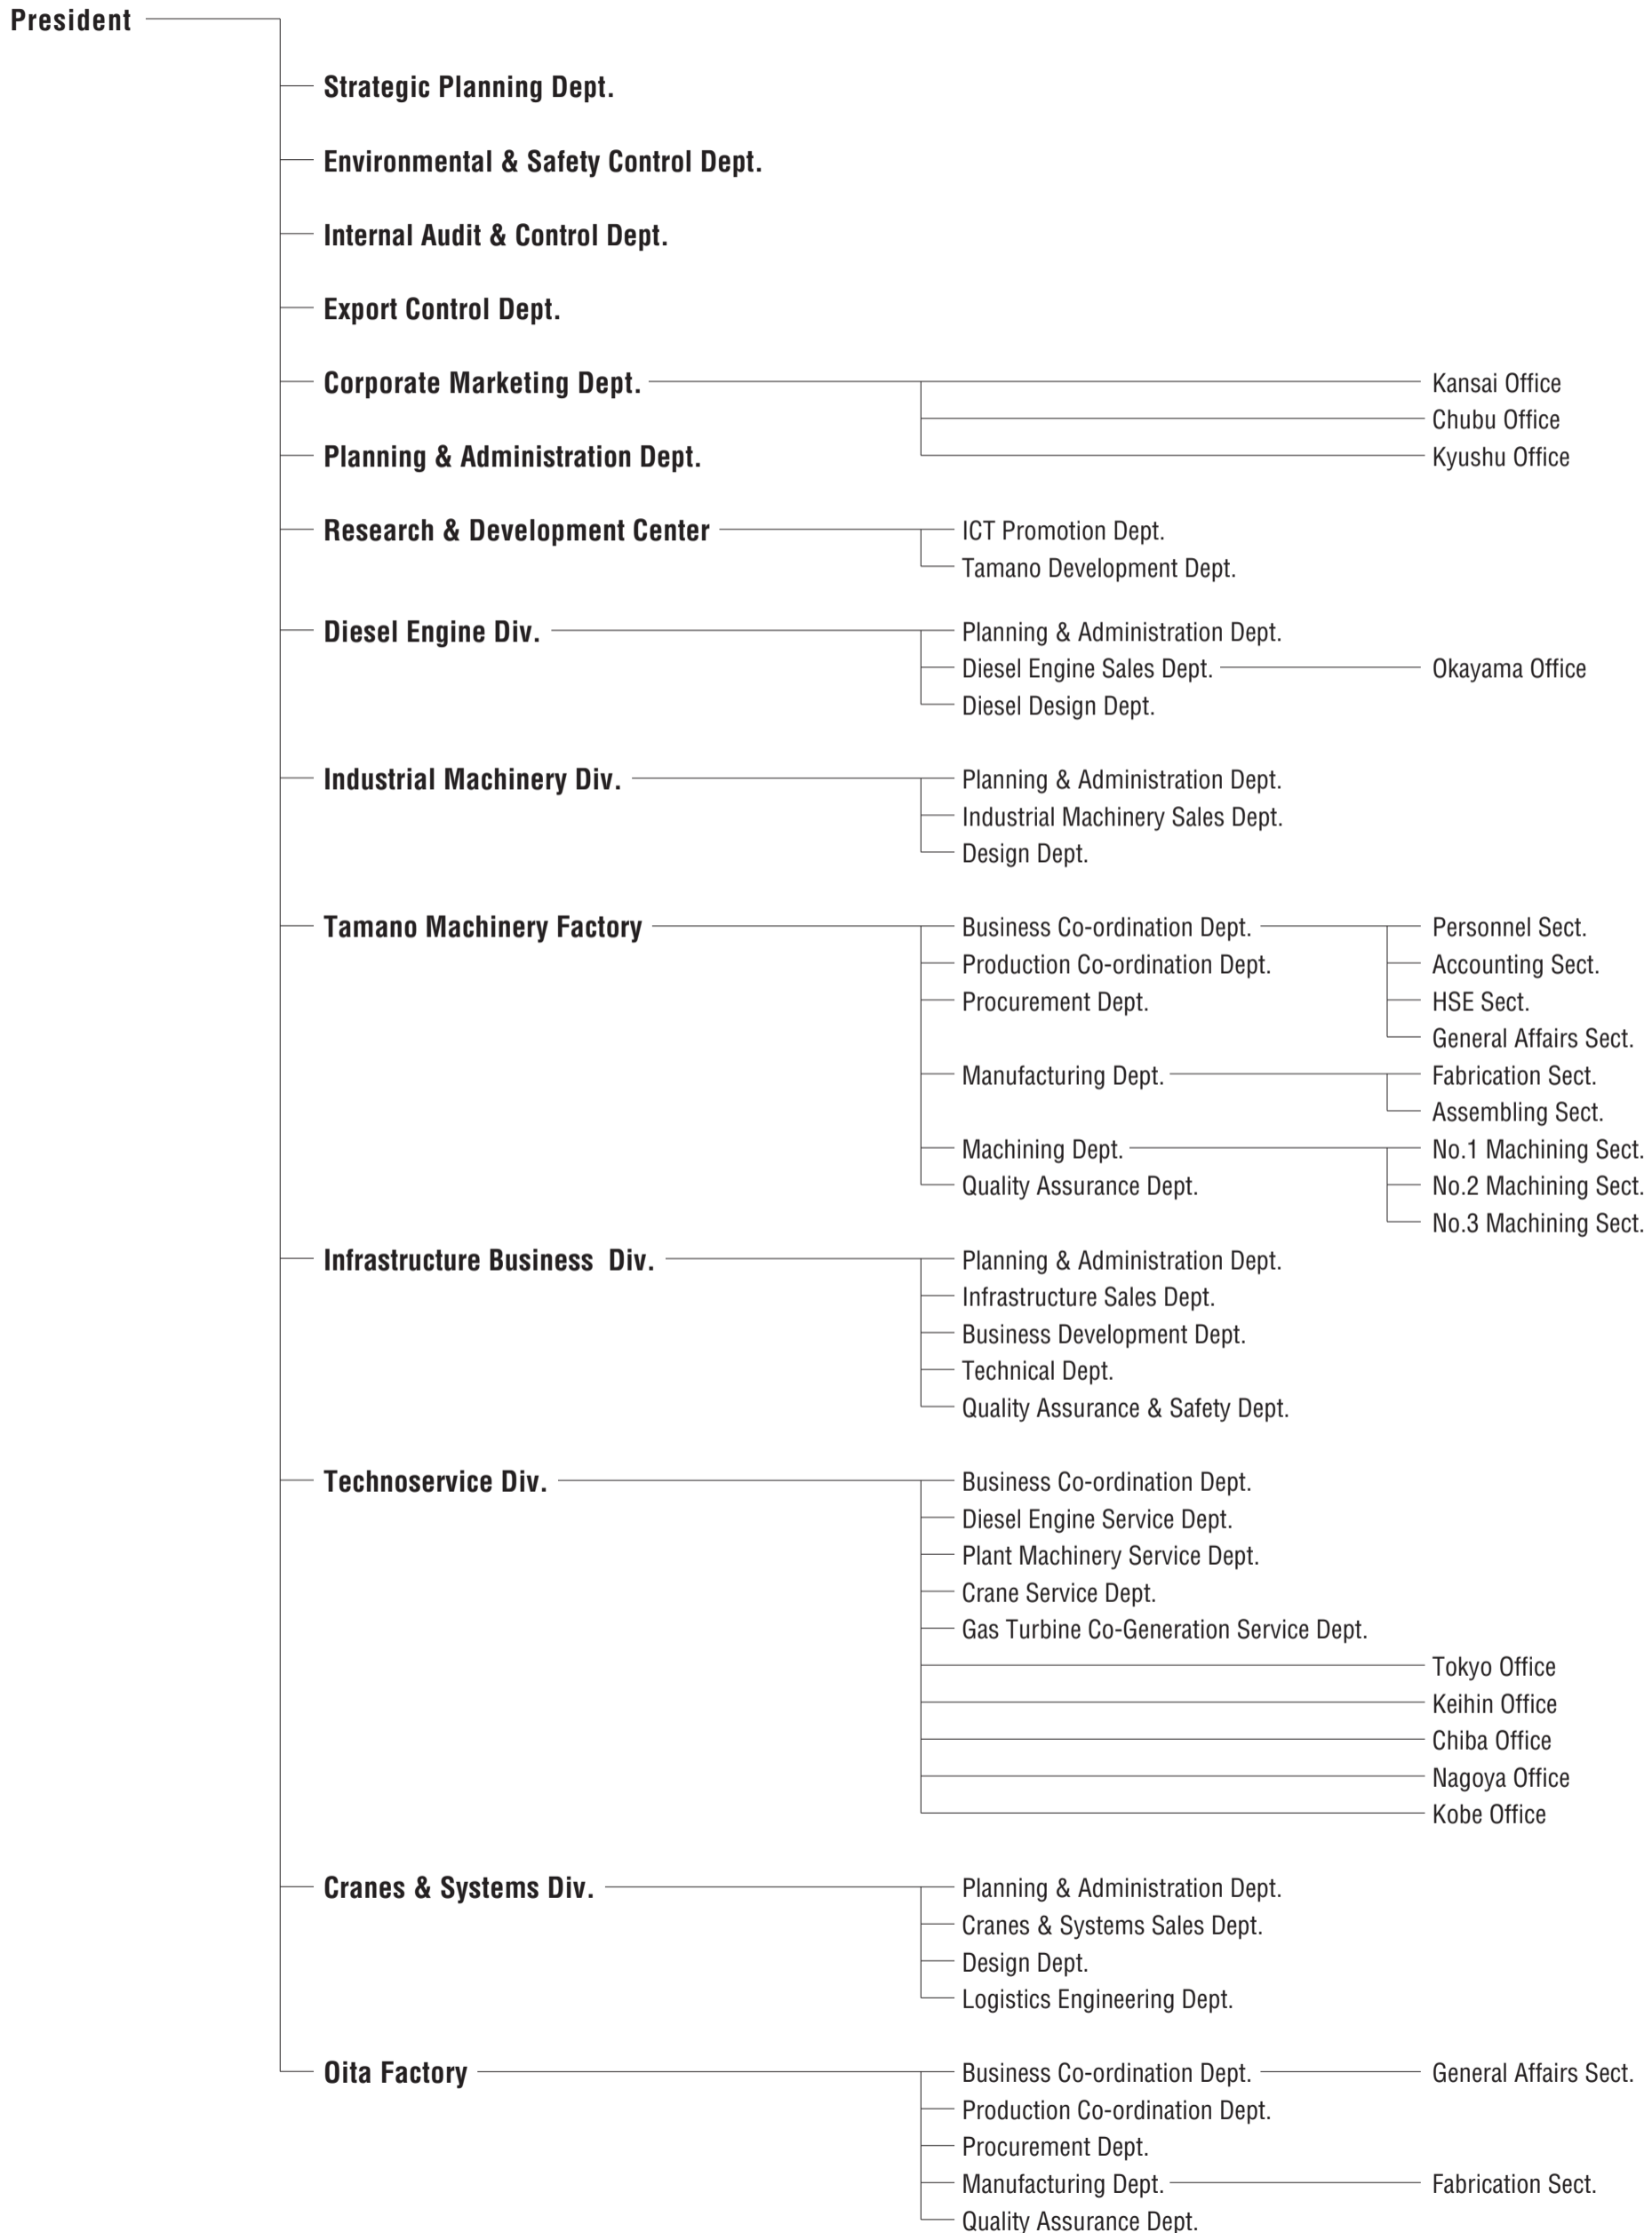 President
Strategic Planning Dept.
Environmental & Safety Control Dept.
Internal Audit & Control Dept.
Export Control Dept.
Corporate Marketing Dept.
Kansai Office
Chubu Office
Planning & Administration Dept.
Kyushu Office
Research & Development Center
ICT Promotion Dept.
Tamano Development Dept.
Diesel Engine Div.
Planning & Administration Dept.
Diesel Engine Sales Dept.
Okayama Office
Diesel Design Dept.
Industrial Machinery Div.
Planning & Administration Dept.
Industrial Machinery Sales Dept.
Design Dept.
Tamano Machinery Factory
Business Co-ordination Dept.
Personnel Sect.
Production Co-ordination Dept.
Accounting Sect.
Procurement Dept.
HSE Sect.
General Affairs Sect.
Manufacturing Dept.
Fabrication Sect.
Assembling Sect.
Machining Dept.
No.1 Machining Sect.
Quality Assurance Dept.
No.2 Machining Sect.
No.3 Machining Sect.
Infrastructure Business Div.
Planning & Administration Dept.
Infrastructure Sales Dept.
Business Development Dept.
Technical Dept.
Quality Assurance & Safety Dept.
Technoservice Div.
Business Co-ordination Dept.
Diesel Engine Service Dept.
Plant Machinery Service Dept.
Crane Service Dept.
Gas Turbine Co-Generation Service Dept.
Tokyo Office
Keihin Office
Chiba Office
Nagoya Office
Kobe Office
Cranes & Systems Div.
Planning & Administration Dept.
Cranes & Systems Sales Dept.
Design Dept.
Logistics Engineering Dept.
Oita Factory
Business Co-ordination Dept.
General Affairs Sect.
Production Co-ordination Dept.
Procurement Dept.
Manufacturing Dept.
Fabrication Sect.
Quality Assurance Dept.